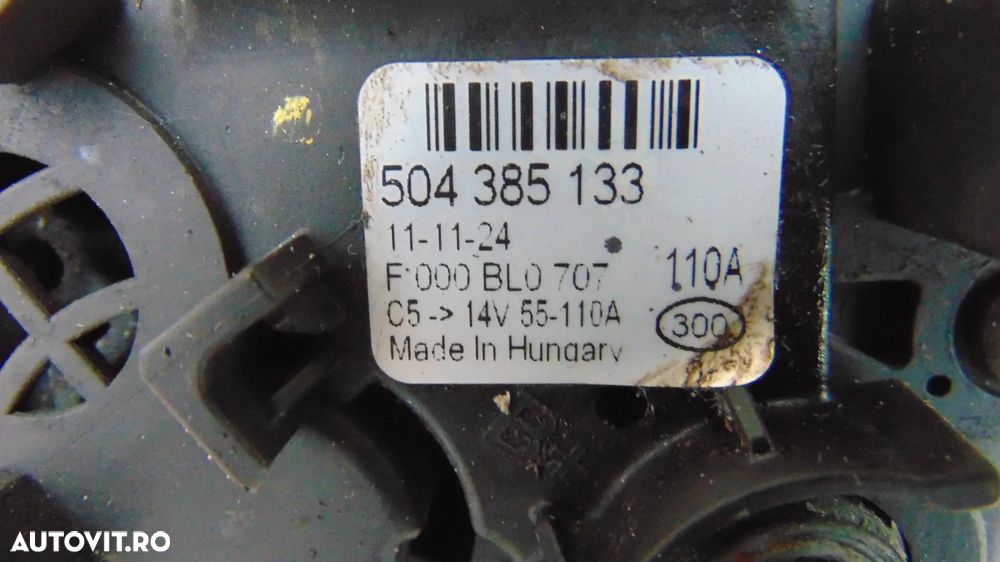 504 385 133
11-11-24
F 000 BL0 707 110A
C5-> 14V 55-110A 300
Made In Hungary
AUTOVIT.RO